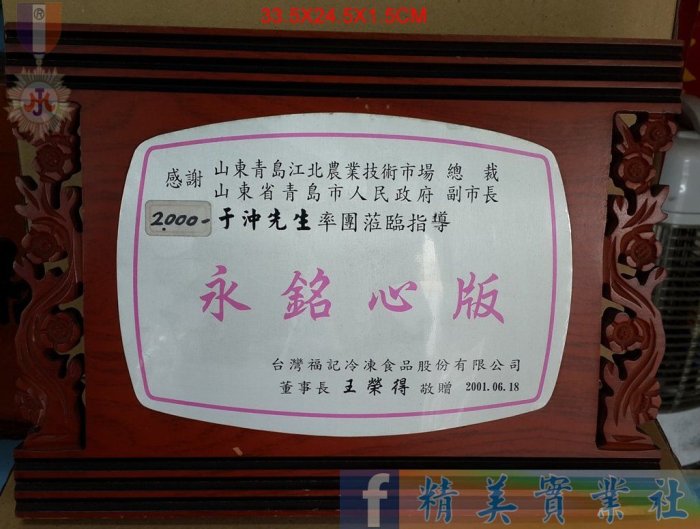 33.5X24.5X1.5CM
感謝
山東青島江北農業技術市場 總 裁
山東省青島市人民政府 副市長
2,000-
于沖先生率團蒞臨指導
永銘心版
台灣福記冷凍食品股份有限公司
董事長 王榮得 敬贈 2001.06.18
f 精美實業社